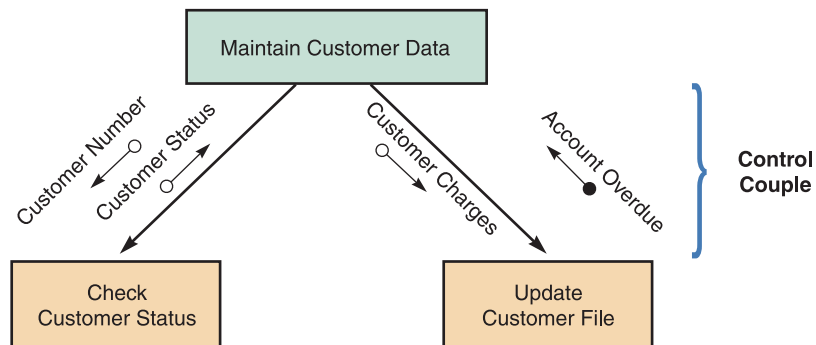 Maintain Customer Data
Customer Number
Customer Status
Customer Charges
Account Overdue
Control
Couple
Check
Customer Status
Update
Customer File